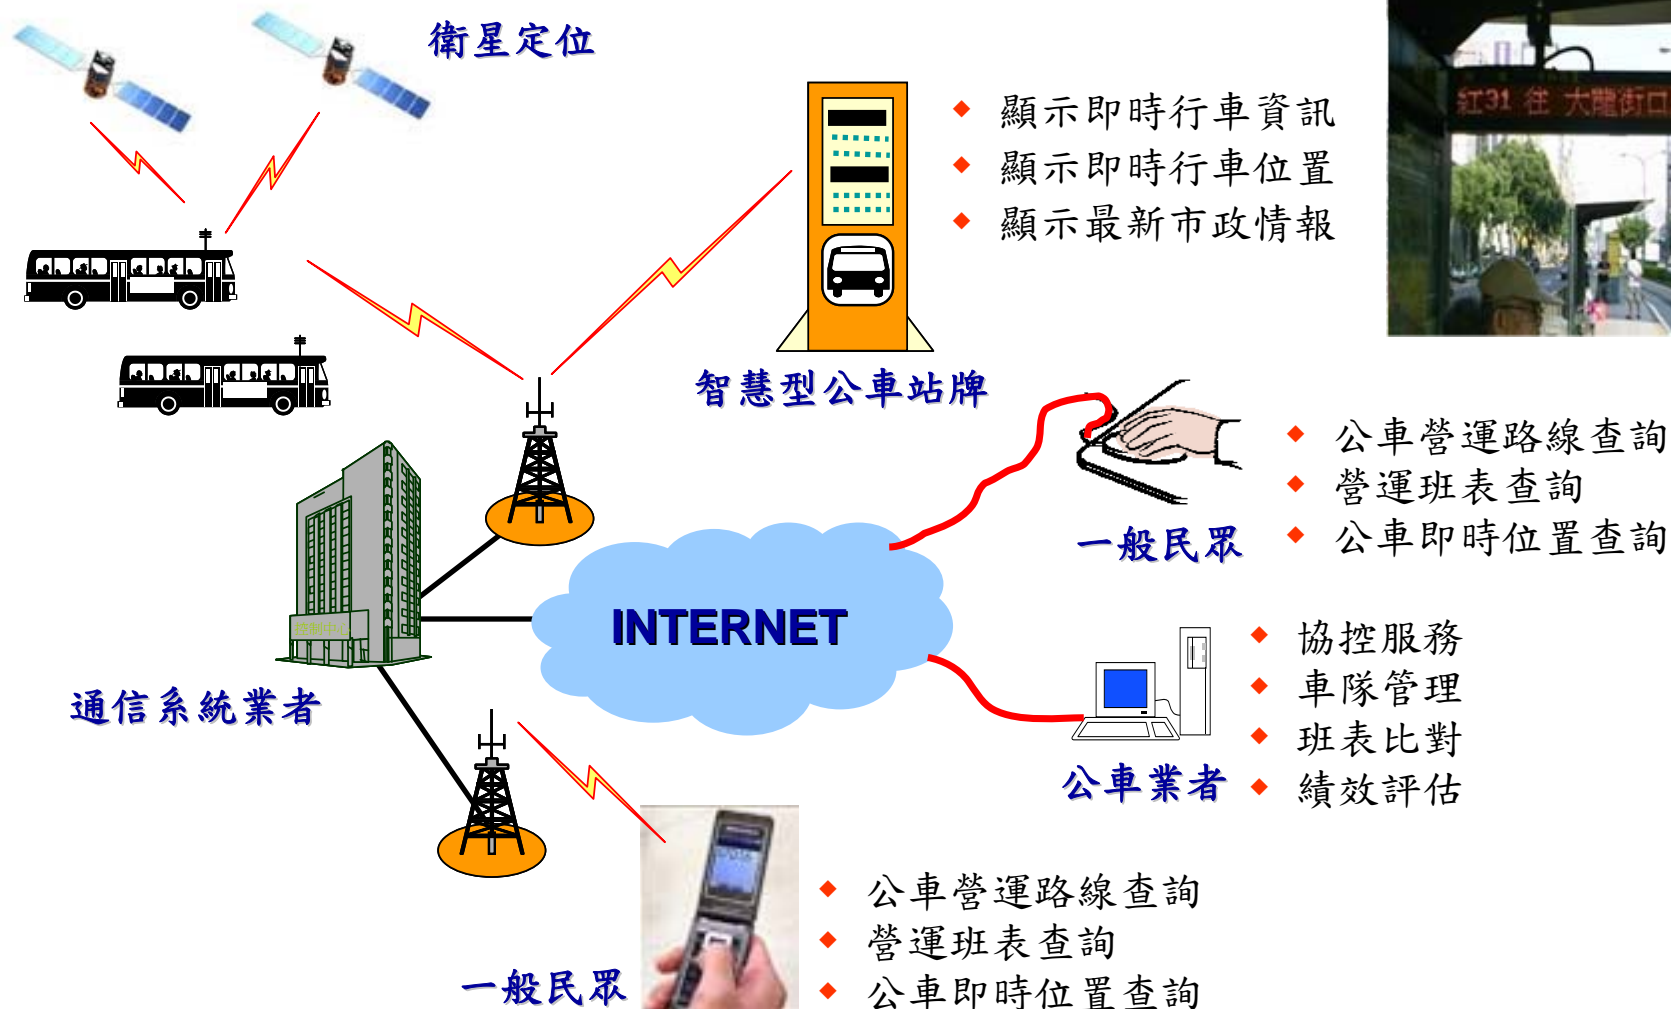 衛星定位
顯示即時行車資訊
顯示即時行車位置
顯示最新市政情報
紅31 往 大龍街口
智慧型公車站牌
公車營運路線查詢
營運班表查詢
公車即時位置查詢
一般民眾
INTERNET
協控服務
車隊管理
班表比對
績效評估
公車業者
通信系統業者
公車營運路線查詢
營運班表查詢
公車即時位置查詢
一般民眾